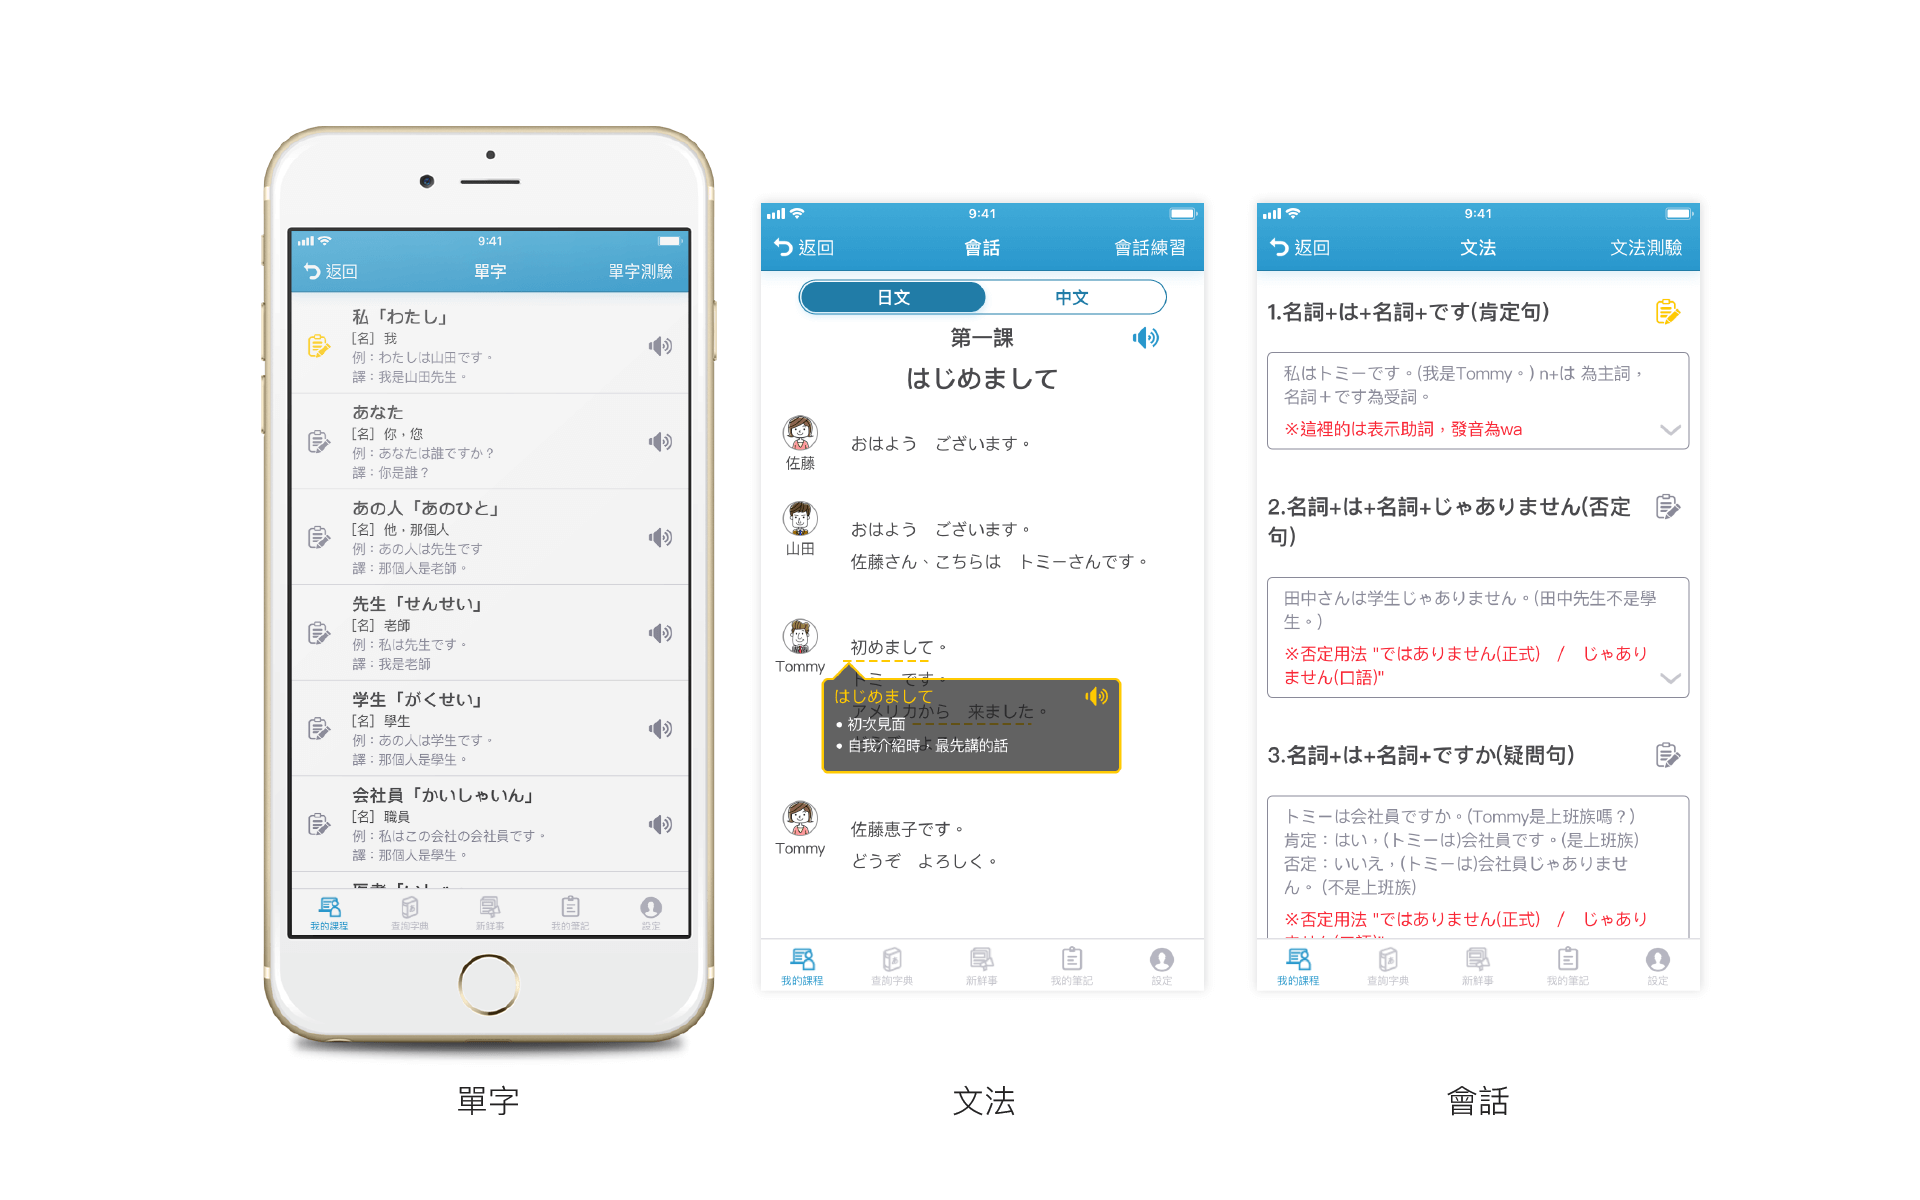 9:41
返回
單字
單字測驗
私「わたし」
[名] 我
例：わたしは山田です。
譯：我是山田先生。
あなた
[名] 你，您
例：あなたは誰ですか？
譯：你是誰？
あの人「あのひと」
[名] 他，那個人
例：あの人は先生です
譯：那個人是老師。
先生「せんせい」
[名] 老師
例：私は先生です。
譯：我是老師
学生「がくせい」
[名] 學生
例：あの人は学生です。
譯：那個人是學生。
会社員「かいしゃいん」
[名] 職員
例：私はこの会社の会社員です。
譯：那個人是學生。
我的課程
查詢字典
新鮮事
我的筆記
設定
單字
9:41
返回
會話
會話練習
日文
中文
第一課
はじめまして
佐藤
おはよう　ございます。
山田
おはよう　ございます。
佐藤さん、こちらは　トミーさんです。
Tommy
初めまして。
トミー　です。
アメリカから　来ました。
はじめまして
• 初次見面
• 自我介紹時，最先講的話
Tommy
佐藤恵子です。
どうぞ　よろしく。
我的課程
查詢字典
新鮮事
我的筆記
設定
文法
9:41
返回
文法
文法測驗
1.名詞+は+名詞+です(肯定句)
私はトミーです。(我是Tommy。) n+は 為主詞，
名詞＋です為受詞。
※這裡的は表示助詞，發音為wa
2.名詞+は+名詞+じゃありません(否定
句)
田中さんは学生じゃありません。(田中先生不是學
生。)
※否定用法 "ではありません(正式)　/　じゃあり
ません(口語)"
3.名詞+は+名詞+ですか(疑問句)
トミーは会社員ですか。(Tommy是上班族嗎？)
肯定：はい，(トミーは)会社員です。(是上班族)
否定：いいえ，(トミーは)会社員じゃありませ
ん。 (不是上班族)
※否定用法 "ではありません(正式)　/　じゃあり
ません(口語)"
我的課程
查詢字典
新鮮事
我的筆記
設定
會話